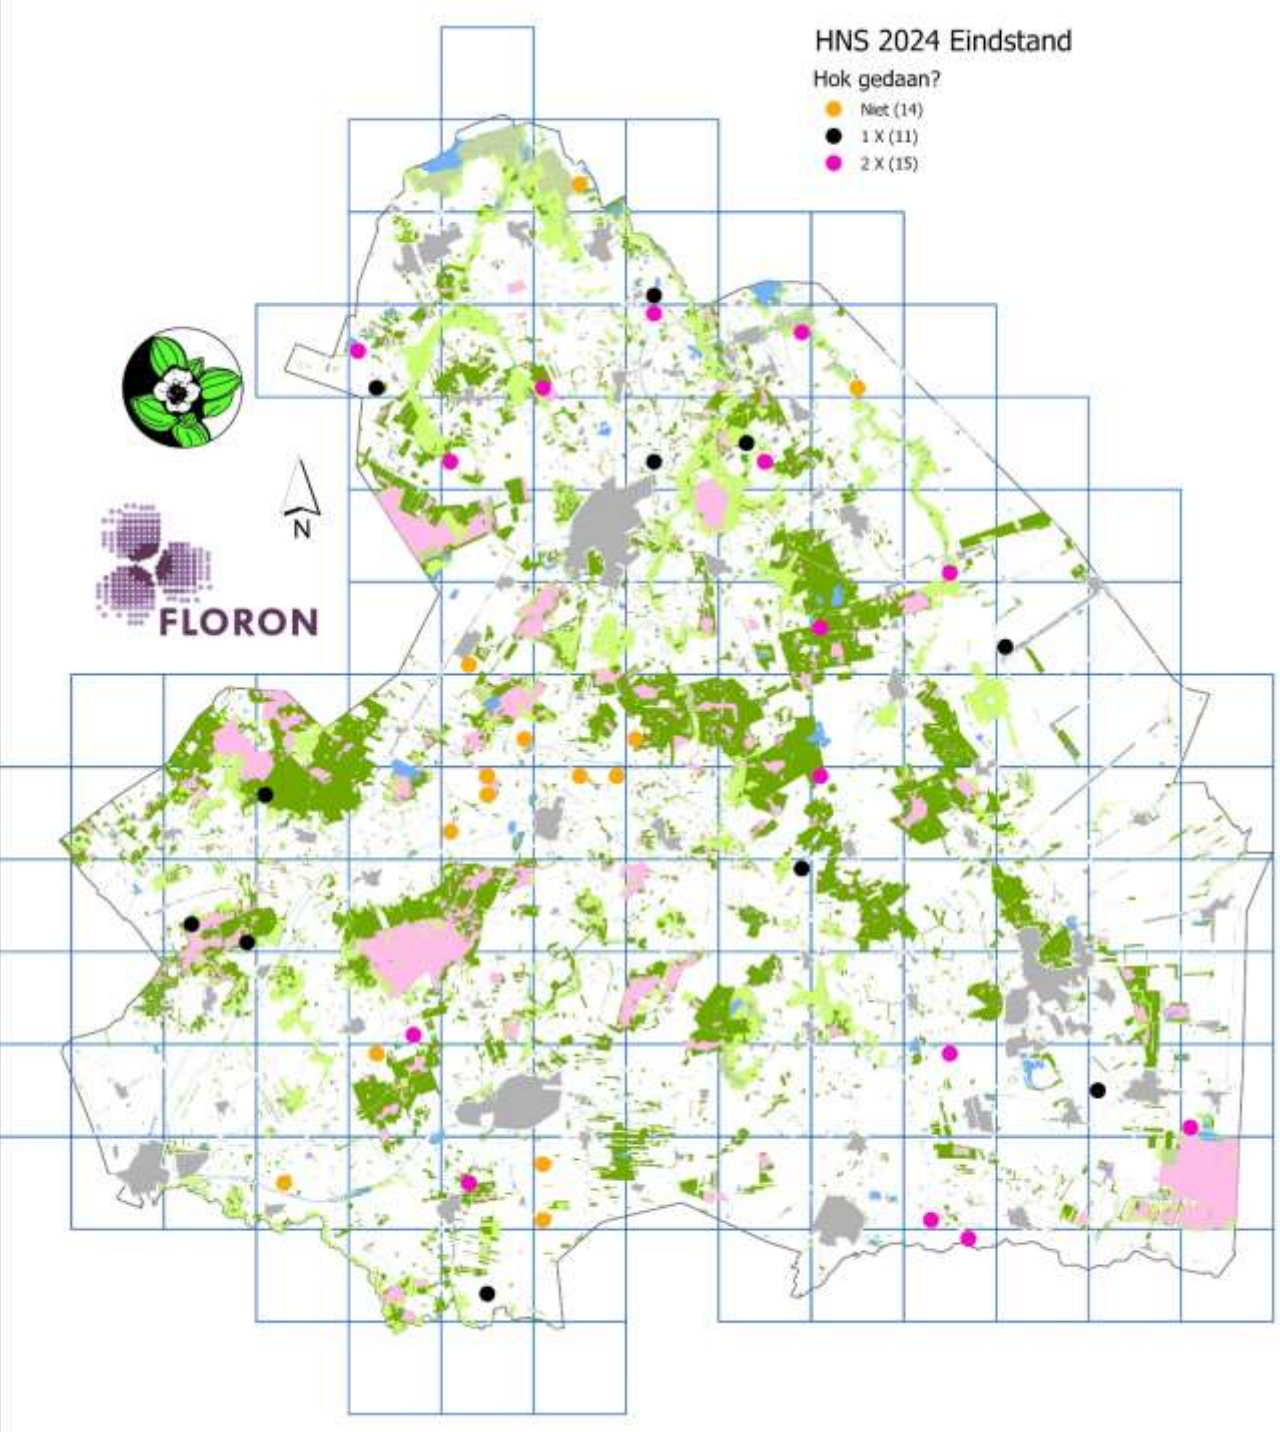 HNS 2024 Eindstand
Hok gedaan?
Niet (14)
1 X (11)
2 X (15)
N
FLORON